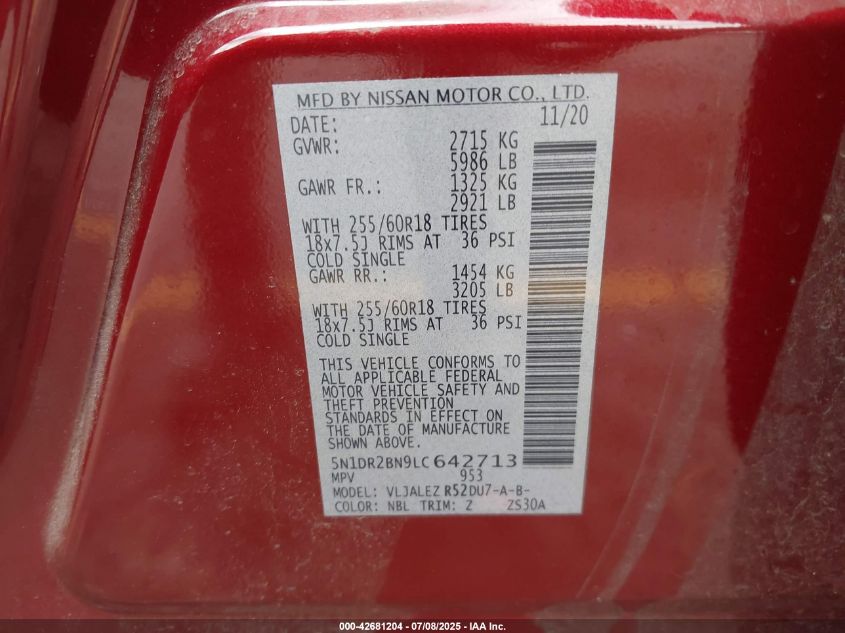 MFD BY NISSAN MOTOR CO., LTD.
DATE: 11/20
GVWR: 2715 KG
5986 LB
GAWR FR.: 1325 KG
2921 LB
WITH 255/60R18 TIRES
18x7.5J RIMS AT 36 PSI
COLD SINGLE
GAWR RR.: 1454 KG
3205 LB
WITH 255/60R18 TIRES
18x7.5J RIMS AT 36 PSI
COLD SINGLE
THIS VEHICLE CONFORMS TO
ALL APPLICABLE FEDERAL
MOTOR VEHICLE SAFETY AND
THEFT PREVENTION
STANDARDS IN EFFECT ON
THE DATE OF MANUFACTURE
SHOWN ABOVE.
5N1DR2BN9LC642713
MPV 953
MODEL: VLJALEZ R52DU7-A-B-
COLOR: NBL TRIM: Z ZS30A
000-42681204 - 07/08/2025 - IAA Inc.